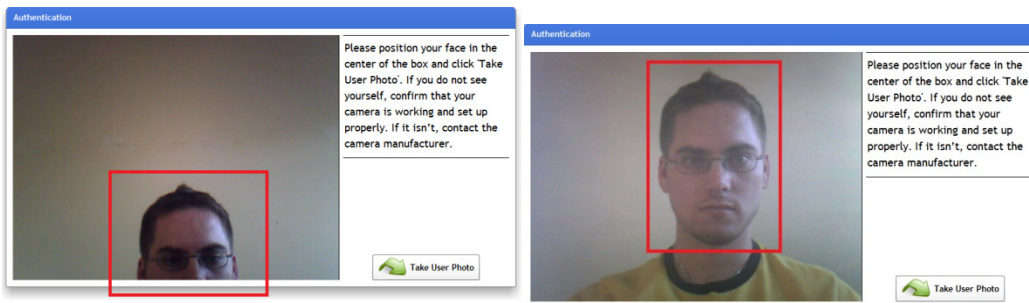 Authentication
Please position your face in the
center of the box and click 'Take
User Photo'. If you do not see
yourself, confirm that your
camera is working and set up
properly. If it isn't, contact the
camera manufacturer.
Take User Photo
Authentication
Please position your face in the
center of the box and click 'Take
User Photo'. If you do not see
yourself, confirm that your
camera is working and set up
properly. If it isn't, contact the
camera manufacturer.
Take User Photo